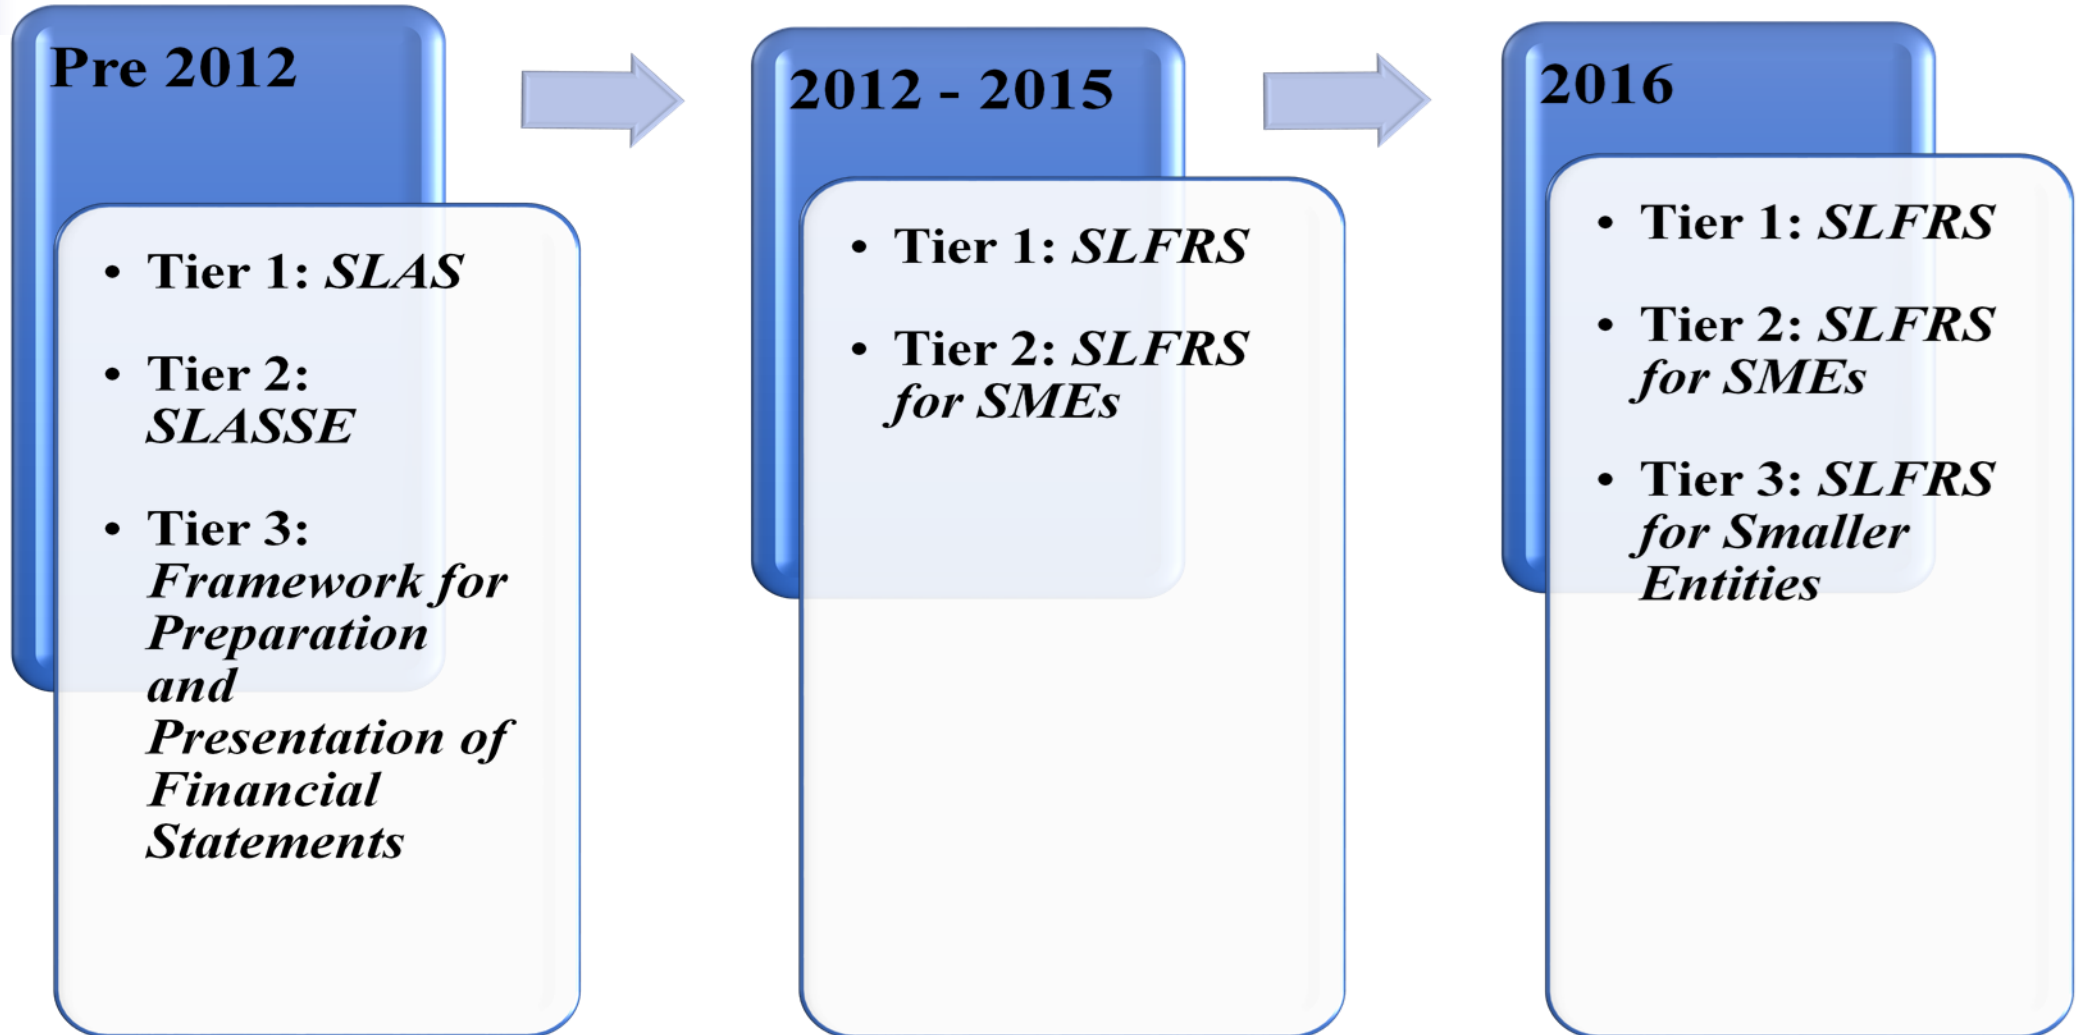 Pre 2012
• Tier 1: SLAS
• Tier 2:
SLASSE
• Tier 3:
Framework for
Preparation
and
Presentation of
Financial
Statements
2012 - 2015
• Tier 1: SLFRS
• Tier 2: SLFRS
for SMEs
2016
• Tier 1: SLFRS
• Tier 2: SLFRS
for SMEs
• Tier 3: SLFRS
for Smaller
Entities